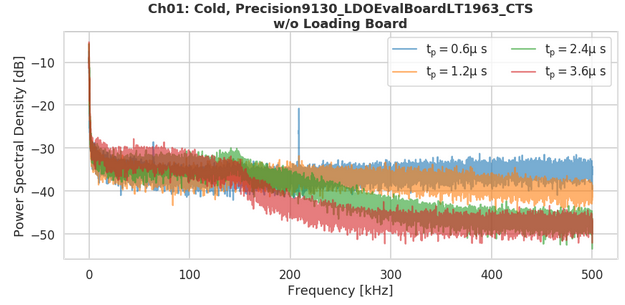 Ch01: Cold, Precision9130_LDOEvalBoardLT1963_CTS
w/o Loading Board
Power Spectral Density [dB]
−10
−20
−30
−40
−50
tp = 0.6μ s
tp = 1.2μ s
tp = 2.4μ s
tp = 3.6μ s
0 100 200 300 400 500
Frequency [kHz]